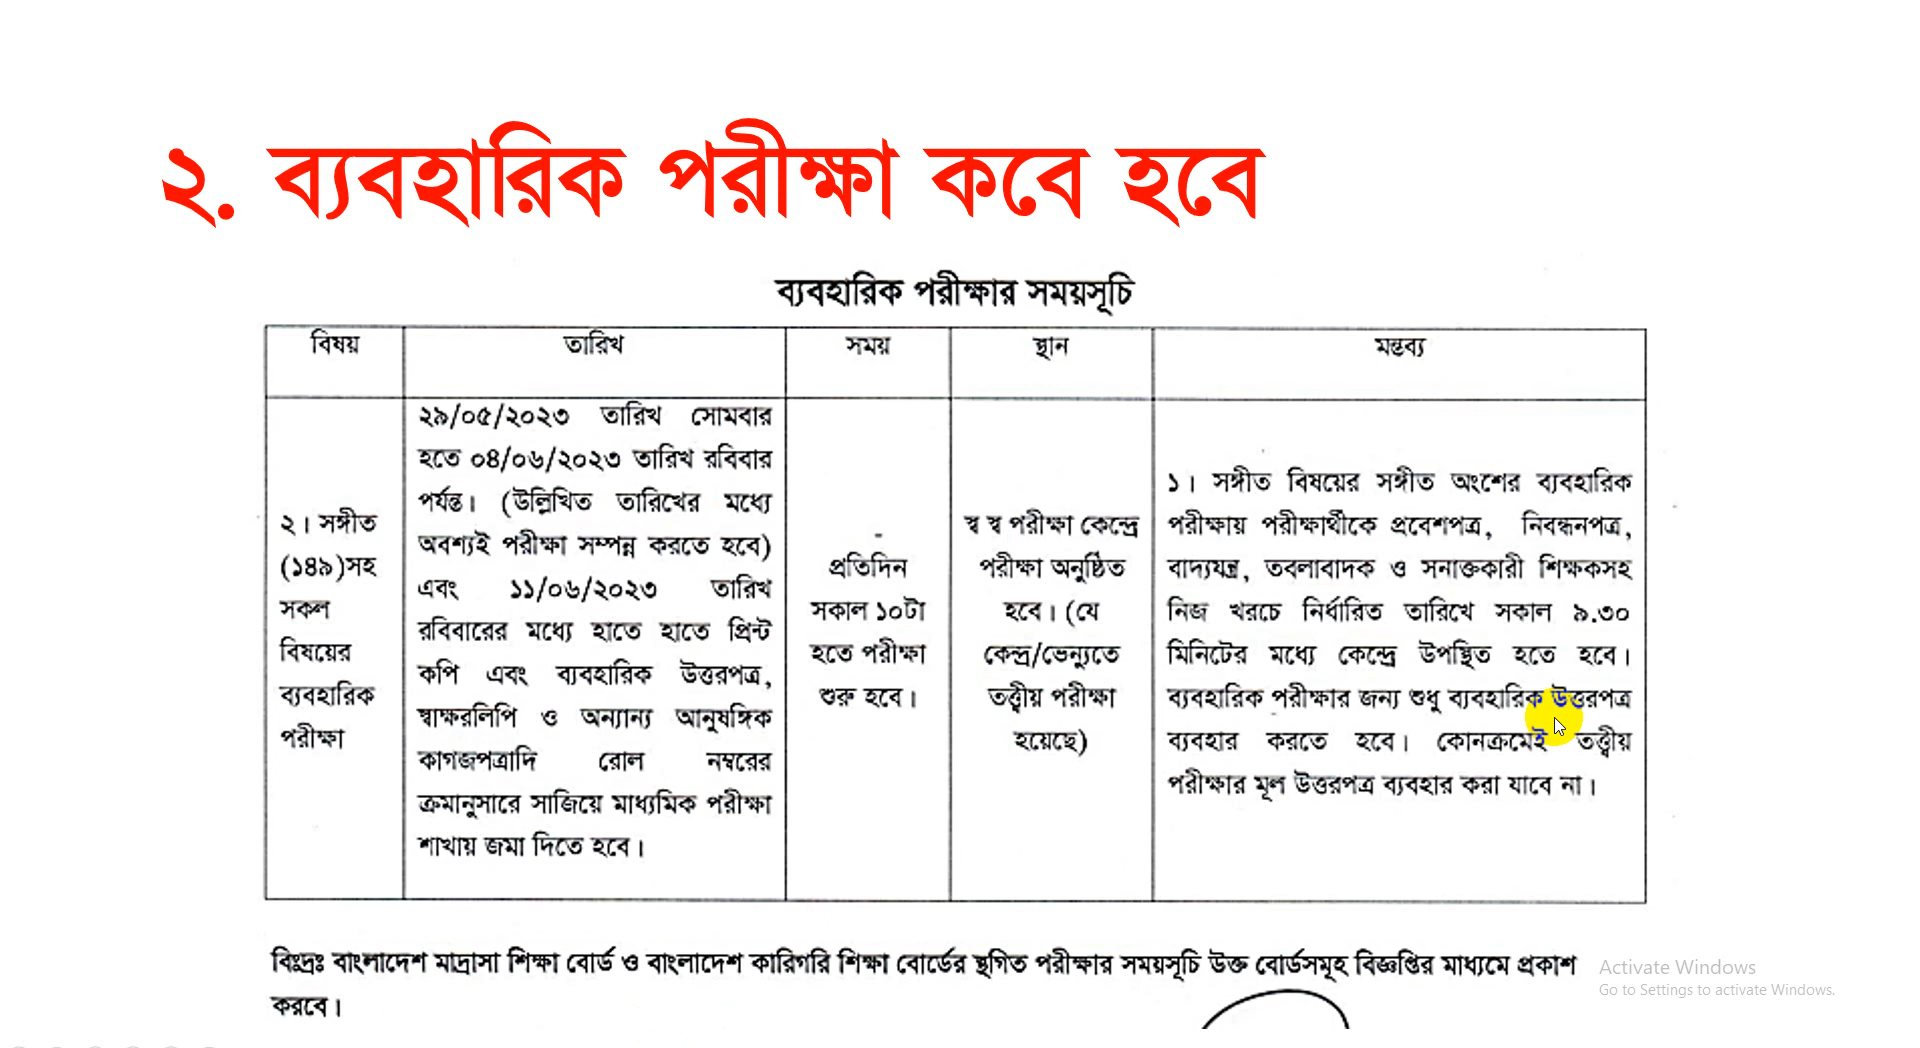 ২. ব্যবহারিক পরীক্ষা কবে হবে
ব্যবহারিক পরীক্ষার সময়সূচি
বিষয়
তারিখ
সময়
স্থান
মন্তব্য
২। সঙ্গীত
(১৪৯)সহ
সকল
বিষয়ের
ব্যবহারিক
পরীক্ষা
২৯/০৫/২০২৩ তারিখ সোমবার
হতে ০৪/০৬/২০২৩ তারিখ রবিবার
পর্যন্ত। (উল্লিখিত তারিখের মধ্যে
অবশ্যই পরীক্ষা সম্পন্ন করতে হবে)
এবং ১১/০৬/২০২৩ তারিখ
রবিবারের মধ্যে হাতে হাতে প্রিন্ট
কপি এবং ব্যবহারিক উত্তরপত্র,
স্বাক্ষরলিপি ও অন্যান্য আনুষঙ্গিক
কাগজপত্রাদি রোল নম্বরের
ক্রমানুসারে সাজিয়ে মাধ্যমিক পরীক্ষা
শাখায় জমা দিতে হবে।
প্রতিদিন
সকাল ১০টা
হতে পরীক্ষা
শুরু হবে।
স্ব স্ব পরীক্ষা কেন্দ্রে
পরীক্ষা অনুষ্ঠিত
হবে। (যে
কেন্দ্র/ভেন্যুতে
তত্ত্বীয় পরীক্ষা
হয়েছে)
১। সঙ্গীত বিষয়ের সঙ্গীত অংশের ব্যবহারিক
পরীক্ষায় পরীক্ষার্থীকে প্রবেশপত্র, নিবন্ধনপত্র,
বাদ্যযন্ত্র, তবলাবাদক ও সনাক্তকারী শিক্ষকসহ
নিজ খরচে নির্ধারিত তারিখে সকাল ৯.৩০
মিনিটের মধ্যে কেন্দ্রে উপস্থিত হতে হবে।
ব্যবহারিক পরীক্ষার জন্য শুধু ব্যবহারিক উত্তরপত্র
ব্যবহার করতে হবে। কোনক্রমেই তত্ত্বীয়
পরীক্ষার মূল উত্তরপত্র ব্যবহার করা যাবে না।
বিঃদ্রঃ বাংলাদেশ মাদ্রাসা শিক্ষা বোর্ড ও বাংলাদেশ কারিগরি শিক্ষা বোর্ডের স্থগিত পরীক্ষার সময়সূচি উক্ত বোর্ডসমূহ বিজ্ঞপ্তির মাধ্যমে প্রকাশ
করবে।
Activate Windows
Go to Settings to activate Windows.